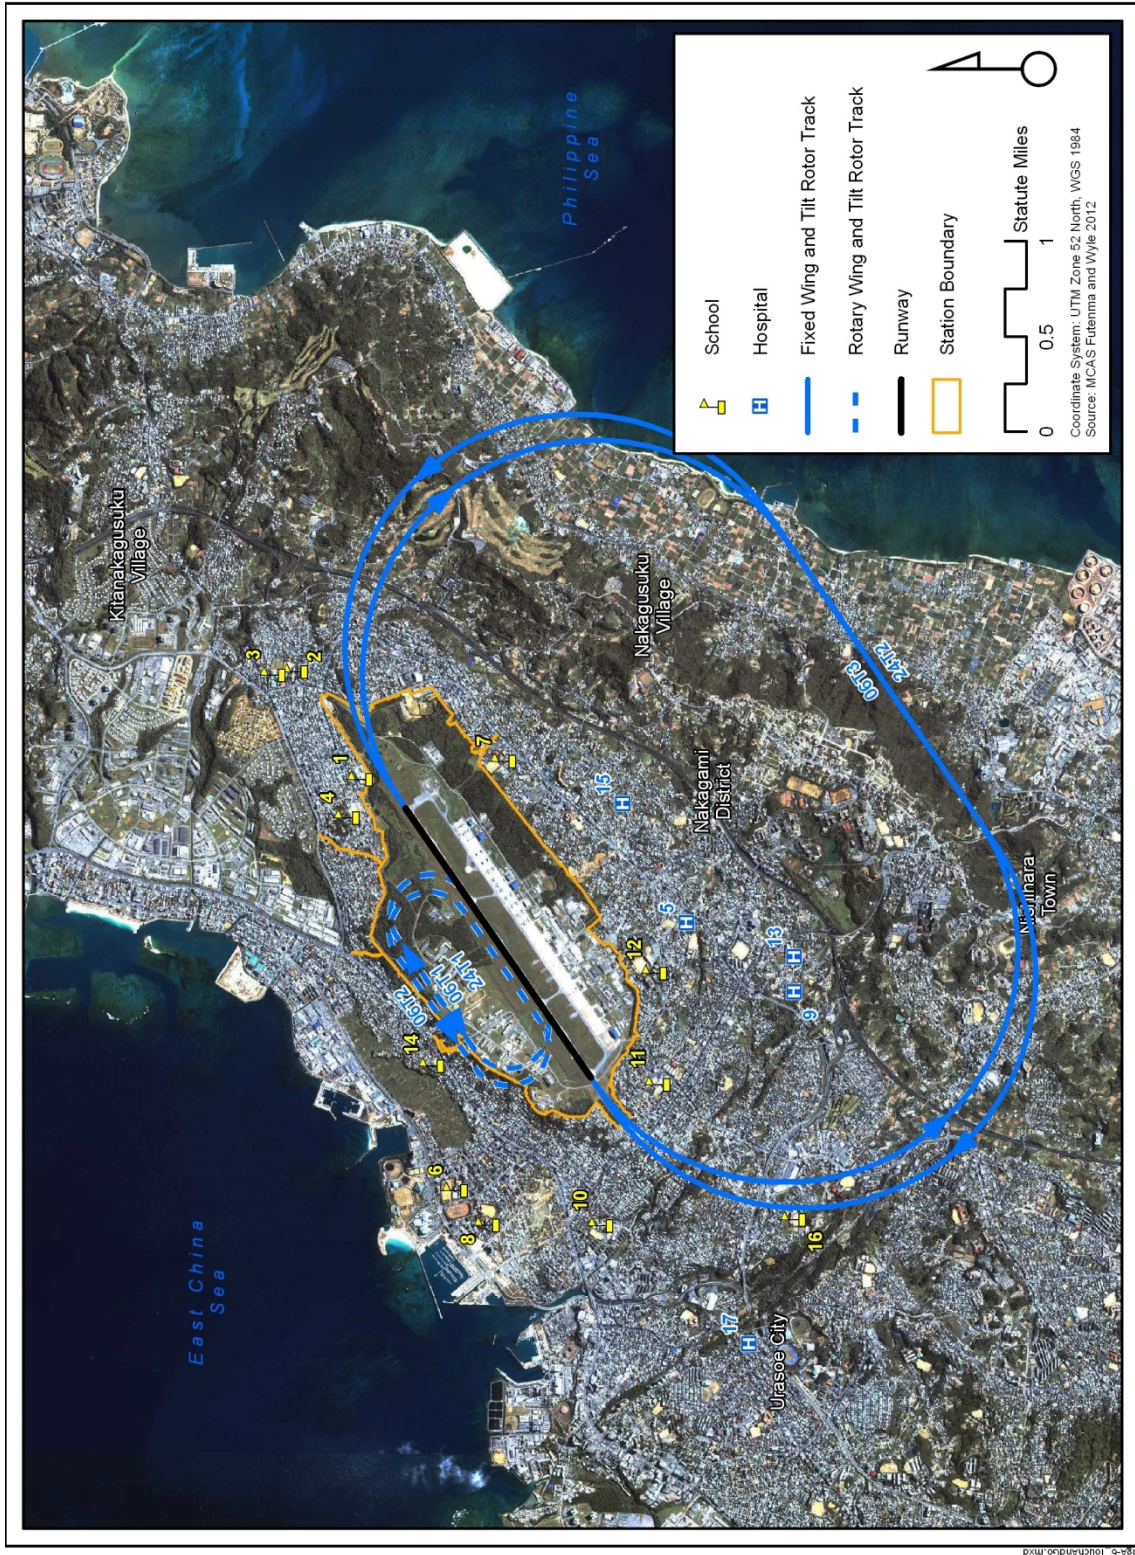 Kitanakagusuku
Village
Philippine
Sea
East China
Sea
3
2
1
4
7
15
Nakagusuku
Village
Nakagami
District
5
12
13
9
11
14
6
8
10
16
17
Urasoe City
06T2
06T1
24T1
06T3
24T2
Nishihara
Town
School
H
Hospital
Fixed Wing and Tilt Rotor Track
Rotary Wing and Tilt Rotor Track
Runway
Station Boundary
0
0.5
1
Statute Miles
Coordinate System: UTM Zone 52 North, WGS 1984
Source: MCAS Futenma and Wyle 2012